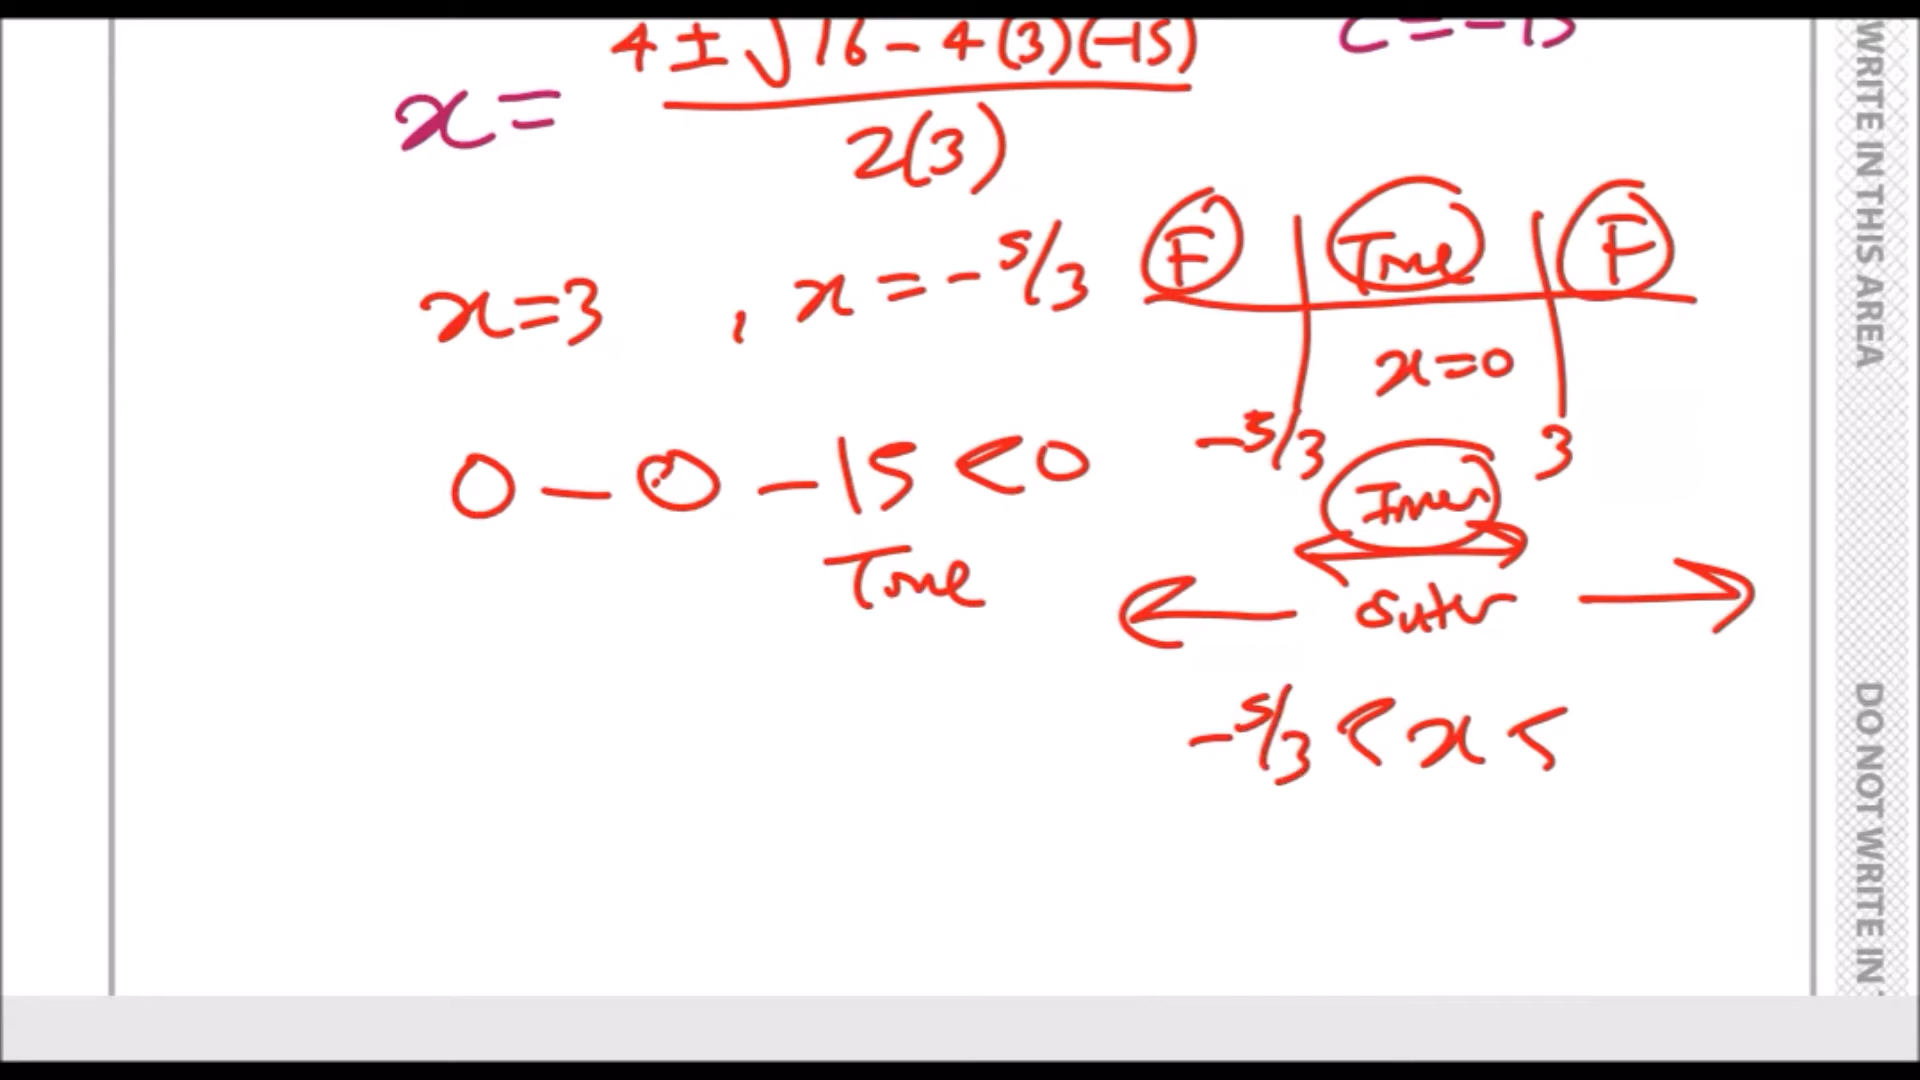 4 ± √16 - 4(3)(-15)
x =
2(3)
C = -15
x = 3 , x = - 5/3
F | True | F
x = 0
-5/3
3
0 - 0 - 15 < 0
True
Inner
Outer
-5/3 < x <
WRITE IN THIS AREA
DO NOT WRITE IN